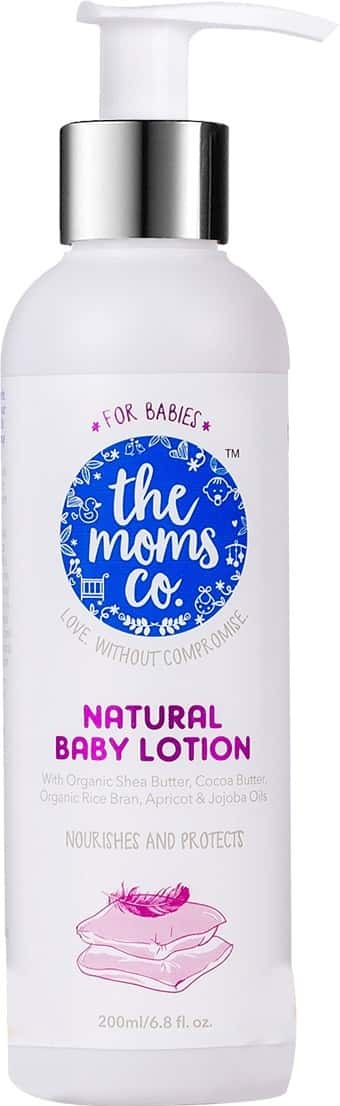 *FOR BABIES*
TM
the
moms
co.
LOVE. WITHOUT COMPROMISE.
NATURAL
BABY LOTION
With Organic Shea Butter, Cocoa Butter,
Organic Rice Bran, Apricot & Jojoba Oils
NOURISHES AND PROTECTS
200ml/6.8 fl. oz.